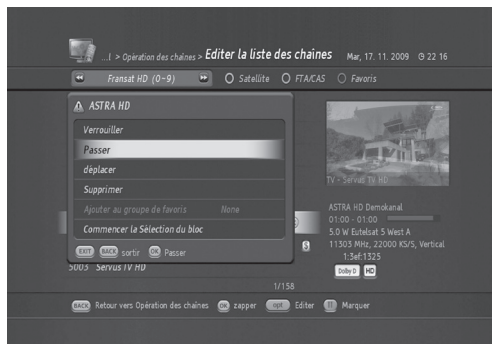 ...l > Opèration des chaînes > Editer la liste des chaînes Mar, 17. 11. 2009 22 16
Fransat HD (0~9) Satellite FTA/CAS Favoris
ASTRA HD
Verrouiller
Passer
dèplacer
Supprimer
Ajouter au groupe de favoris None
Commencer la Sélection du bloc
EXIT BACK sortir OK Passer
5003 Servus TV HD
1/158
TV - Servus TV HD
ASTRA HD Demokanal
01:00 - 01:00
5.0 W Eutelsat 5 West A
11303 MHz, 22000 KS/S, Vertical
1:3ef:1325
Dolby D HD
BACK Retour vers Opèration des chaînes OK zapper opt Editer Marquer